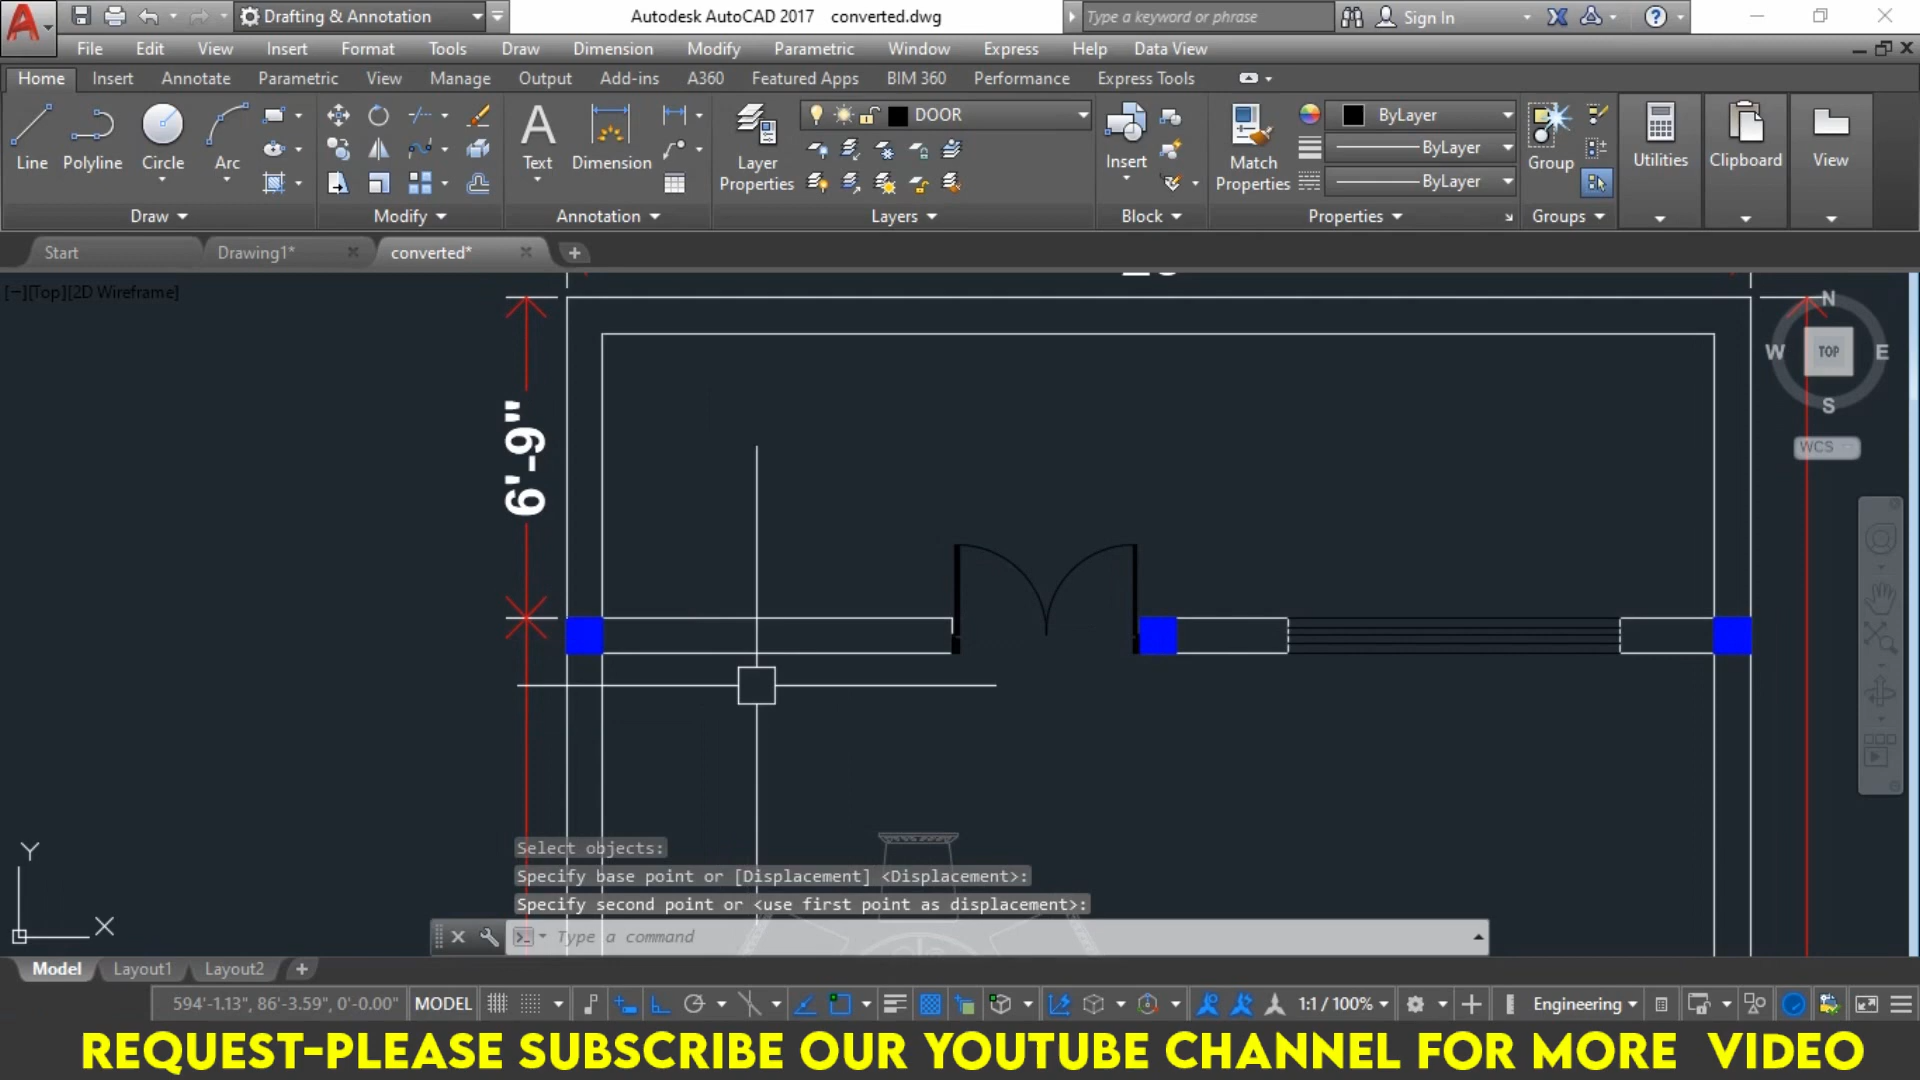 Drafting & Annotation
Autodesk AutoCAD 2017 converted.dwg
Type a keyword or phrase
Sign In
File Edit View Insert Format Tools Draw Dimension Modify Parametric Window Express Help Data View
Home Insert Annotate Parametric View Manage Output Add-ins A360 Featured Apps BIM 360 Performance Express Tools
Line Polyline Circle Arc
Text Dimension
Layer Properties
DOOR
Insert
Match Properties
ByLayer
ByLayer
ByLayer
Group
Utilities
Clipboard
View
Draw Modify Annotation Layers Block Properties Groups
Start Drawing1* converted*
[−][Top][2D Wireframe]
N
W TOP E
S
WCS
6'-9"
Y
X
Select objects:
Specify base point or [Displacement] <Displacement>:
Specify second point or <use first point as displacement>:
Type a command
Model Layout1 Layout2
594'-1.13", 86'-3.59", 0'-0.00" MODEL 1:1 / 100% Engineering
REQUEST-PLEASE SUBSCRIBE OUR YOUTUBE CHANNEL FOR MORE VIDEO